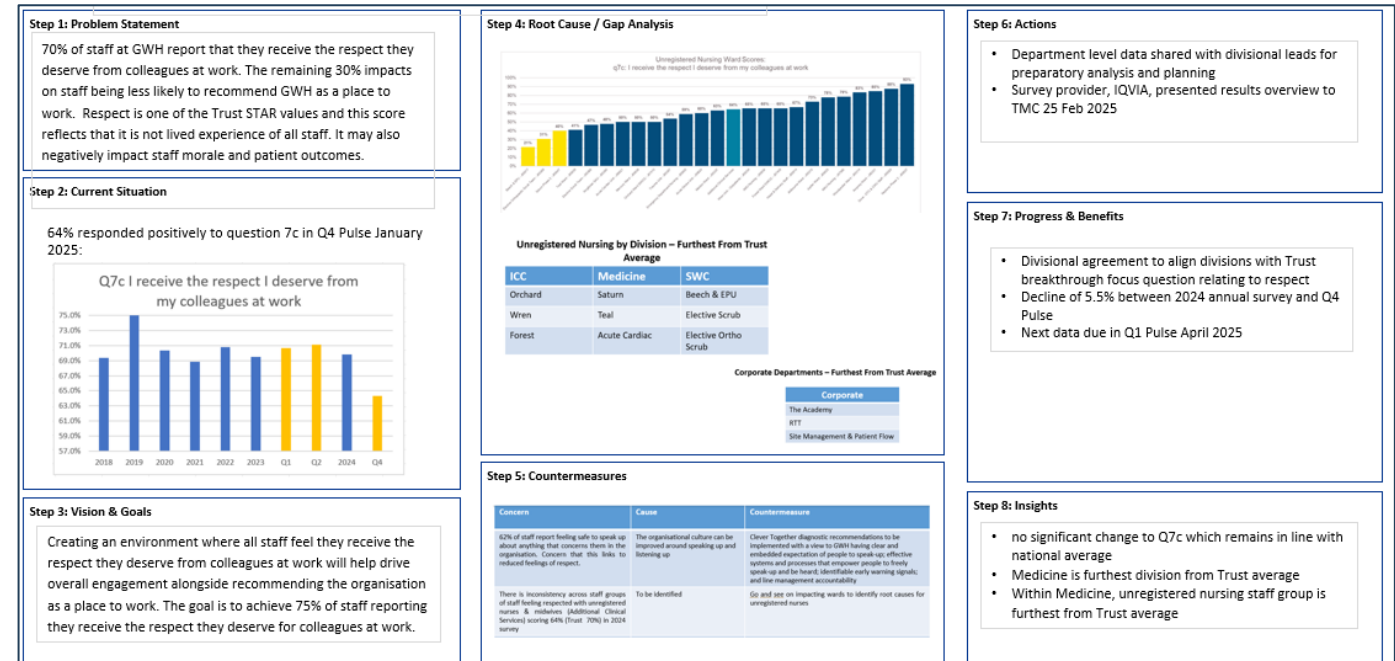 Step 1: Problem Statement
70% of staff at GWH report that they receive the respect they
deserve from colleagues at work. The remaining 30% impacts
on staff being less likely to recommend GWH as a place to
work.  Respect is one of the Trust STAR values and this score
reflects that it is not lived experience of all staff. It may also
negatively impact staff morale and patient outcomes.
Step 2: Current Situation
64% responded positively to question 7c in Q4 Pulse January
2025:
Q7c I receive the respect I deserve from
my colleagues at work
75.0%
73.0%
71.0%
69.0%
67.0%
65.0%
63.0%
61.0%
59.0%
57.0%
2018 2019 2020 2021 2022 2023 Q1 Q2 2024 Q4
Step 3: Vision & Goals
Creating an environment where all staff feel they receive the
respect they deserve from colleagues at work will help drive
overall engagement alongside recommending the organisation
as a place to work. The goal is to achieve 75% of staff reporting
they receive the respect they deserve for colleagues at work.
Step 4: Root Cause / Gap Analysis
Unregistered Nursing Ward Scores:
q7c: I receive the respect I deserve from my colleagues at work
100%
90%
80%
70%
60%
50%
40%
30%
20%
10%
0%
Unregistered Nursing by Division – Furthest From Trust
Average
ICC Medicine SWC
Orchard Saturn Beech & EPU
Wren Teal Elective Scrub
Forest Acute Cardiac Elective Ortho
Scrub
Corporate Departments – Furthest From Trust Average
Corporate
The Academy
RTT
Site Management & Patient Flow
Step 5: Countermeasures
Concern Cause Countermeasure
62% of staff report feeling safe to speak up The organisational culture can be Clever Together diagnostic recommendations to be
about anything that concerns them in the improved around speaking up and implemented with a view to GWH having clear and
organisation. Concern that this links to listening up embedded expectation of people to speak-up; effective
reduced feelings of respect. systems and processes that empower people to freely
speak-up and be heard; identifiable early warning signals;
and line management accountability
There is inconsistency across staff groups To be identified Go and see on impacting wards to identify root causes for
of staff feeling respected with unregistered unregistered nurses
nurses & midwives (Additional Clinical
Services) scoring 64% (Trust 70%) in 2024
survey
Step 6: Actions
• Department level data shared with divisional leads for
preparatory analysis and planning
• Survey provider, IQVIA, presented results overview to
TMC 25 Feb 2025
Step 7: Progress & Benefits
• Divisional agreement to align divisions with Trust
breakthrough focus question relating to respect
• Decline of 5.5% between 2024 annual survey and Q4
Pulse
• Next data due in Q1 Pulse April 2025
Step 8: Insights
• no significant change to Q7c which remains in line with
national average
• Medicine is furthest division from Trust average
• Within Medicine, unregistered nursing staff group is
furthest from Trust average